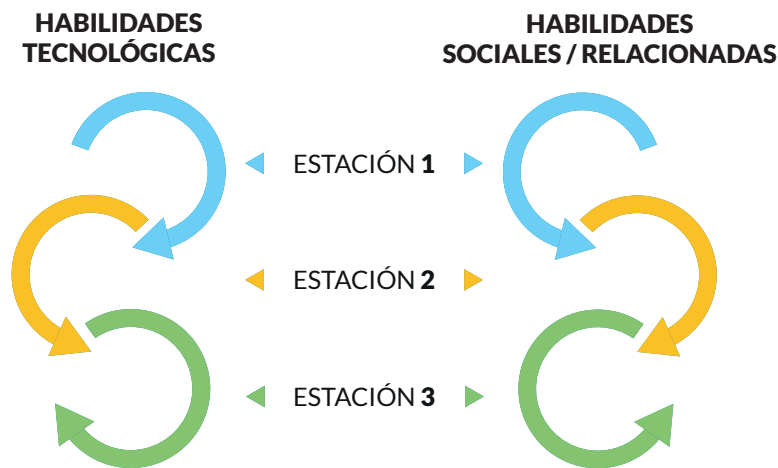 HABILIDADES
TECNOLÓGICAS
HABILIDADES
SOCIALES / RELACIONADAS
ESTACIÓN 1
ESTACIÓN 2
ESTACIÓN 3